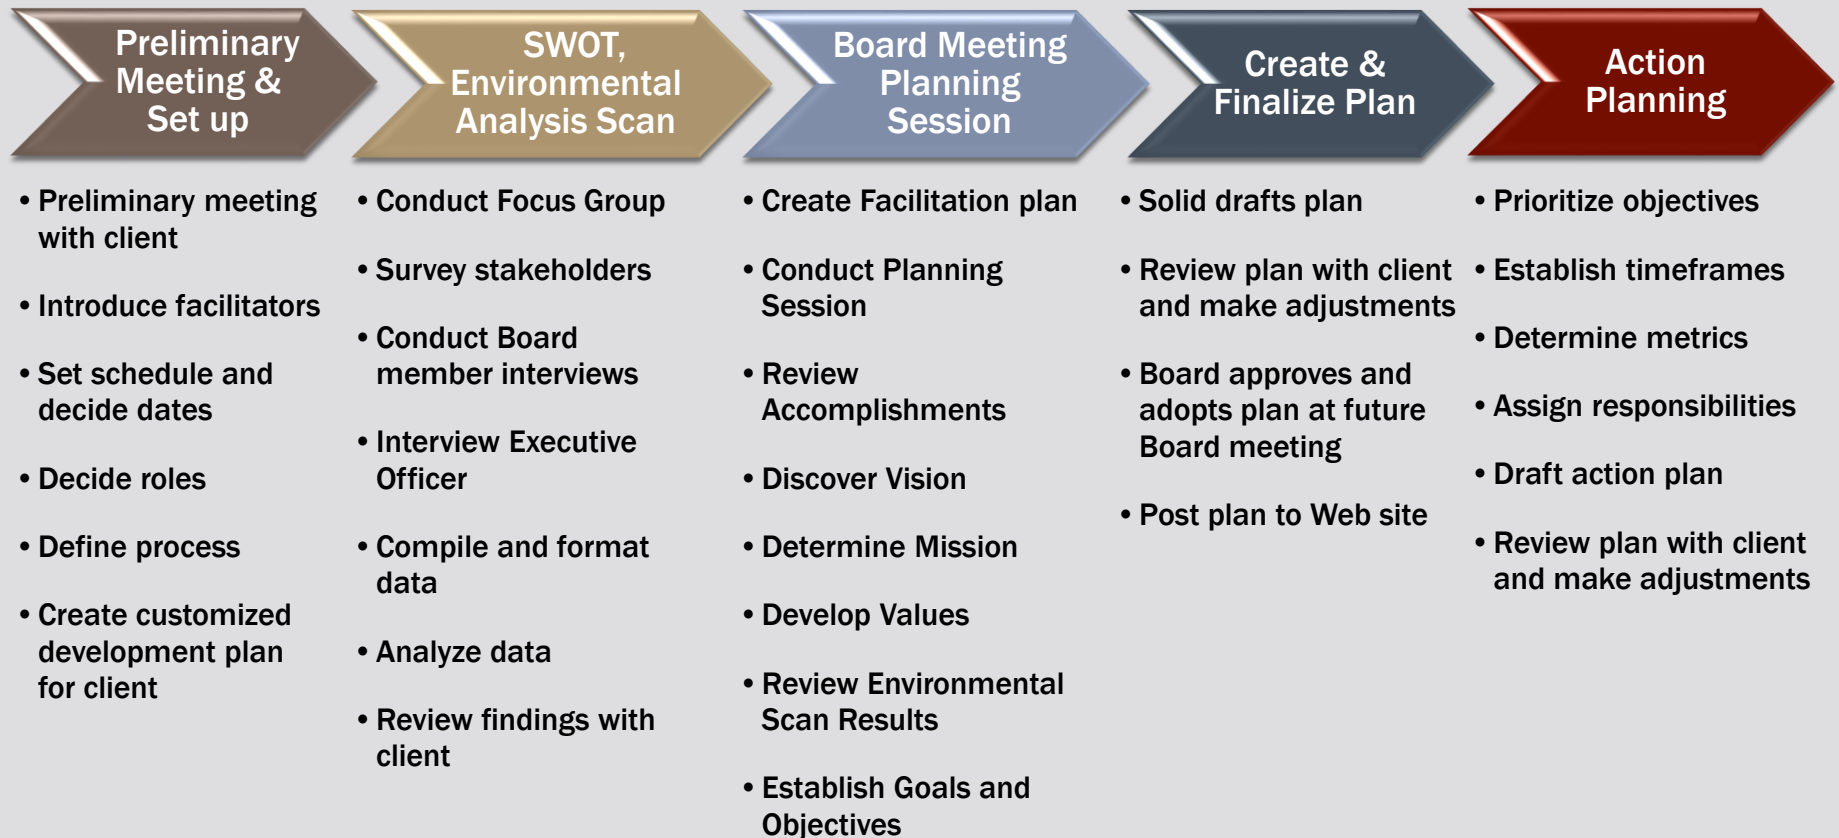 Preliminary
Meeting &
Set up
SWOT,
Environmental
Analysis Scan
Board Meeting
Planning
Session
Create &
Finalize Plan
Action
Planning
• Preliminary meeting
with client
• Introduce facilitators
• Set schedule and
decide dates
• Decide roles
• Define process
• Create customized
development plan
for client
• Conduct Focus Group
• Survey stakeholders
• Conduct Board
member interviews
• Interview Executive
Officer
• Compile and format
data
• Analyze data
• Review findings with
client
• Create Facilitation plan
• Conduct Planning
Session
• Review
Accomplishments
• Discover Vision
• Determine Mission
• Develop Values
• Review Environmental
Scan Results
• Establish Goals and
Objectives
• Solid drafts plan
• Review plan with client
and make adjustments
• Board approves and
adopts plan at future
Board meeting
• Post plan to Web site
• Prioritize objectives
• Establish timeframes
• Determine metrics
• Assign responsibilities
• Draft action plan
• Review plan with client
and make adjustments